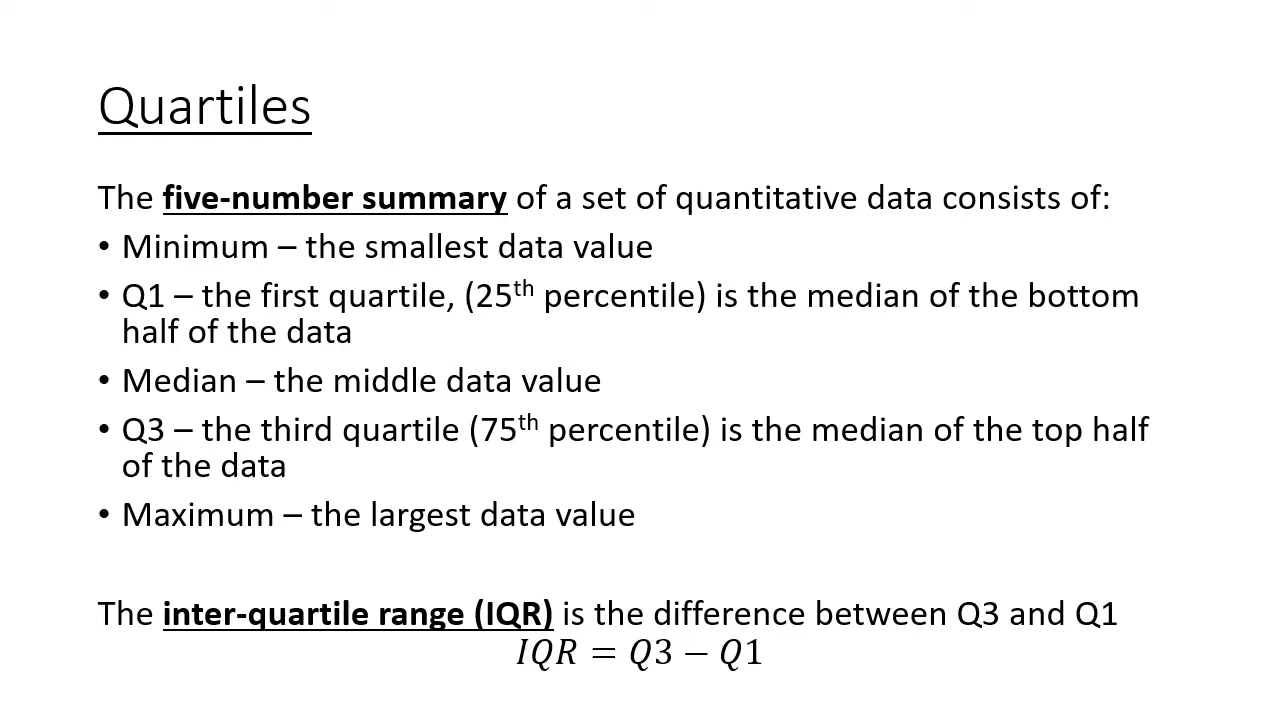 Quartiles
The five-number summary of a set of quantitative data consists of:
• Minimum – the smallest data value
• Q1 – the first quartile, (25th percentile) is the median of the bottom
half of the data
• Median – the middle data value
• Q3 – the third quartile (75th percentile) is the median of the top half
of the data
• Maximum – the largest data value
The inter-quartile range (IQR) is the difference between Q3 and Q1
IQR = Q3 − Q1